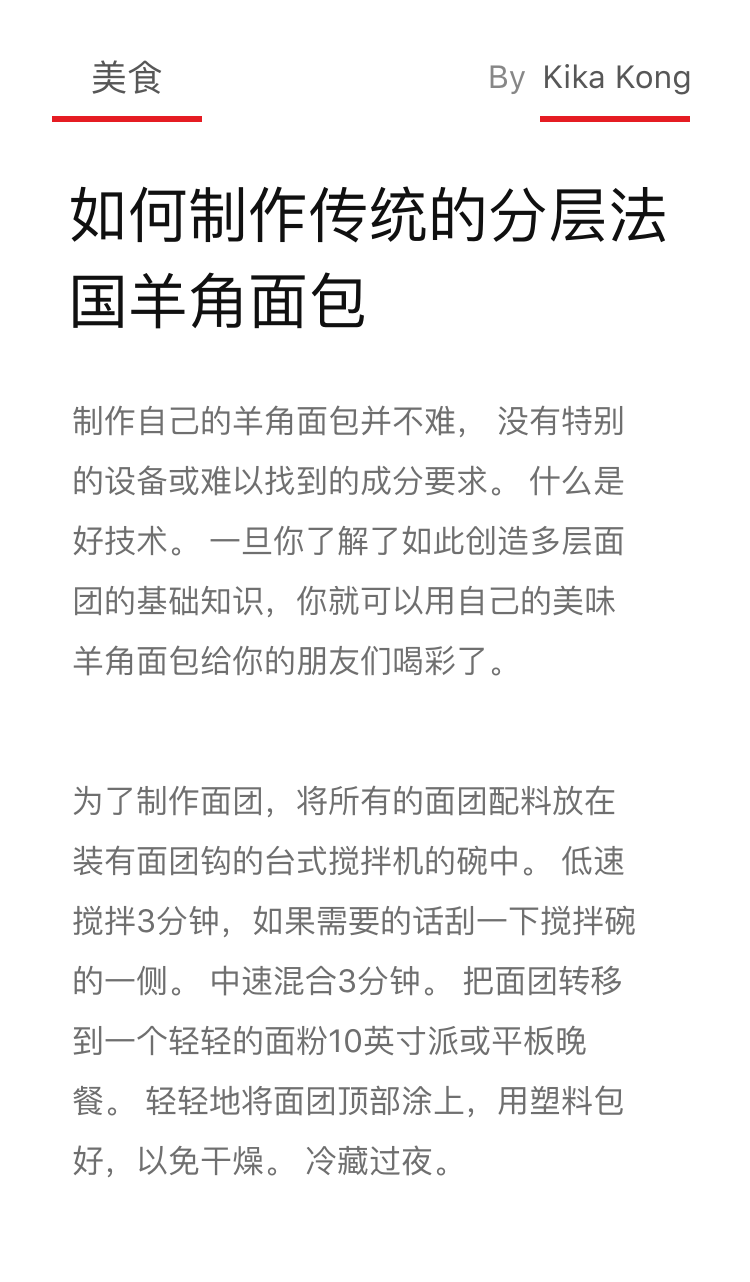 美食
By Kika Kong
如何制作传统的分层法
国羊角面包
制作自己的羊角面包并不难， 没有特别
的设备或难以找到的成分要求。 什么是
好技术。 一旦你了解了如此创造多层面
团的基础知识，你就可以用自己的美味
羊角面包给你的朋友们喝彩了。
为了制作面团，将所有的面团配料放在
装有面团钩的台式搅拌机的碗中。 低速
搅拌3分钟，如果需要的话刮一下搅拌碗
的一侧。 中速混合3分钟。 把面团转移
到一个轻轻的面粉10英寸派或平板晚
餐。 轻轻地将面团顶部涂上，用塑料包
好，以免干燥。 冷藏过夜。